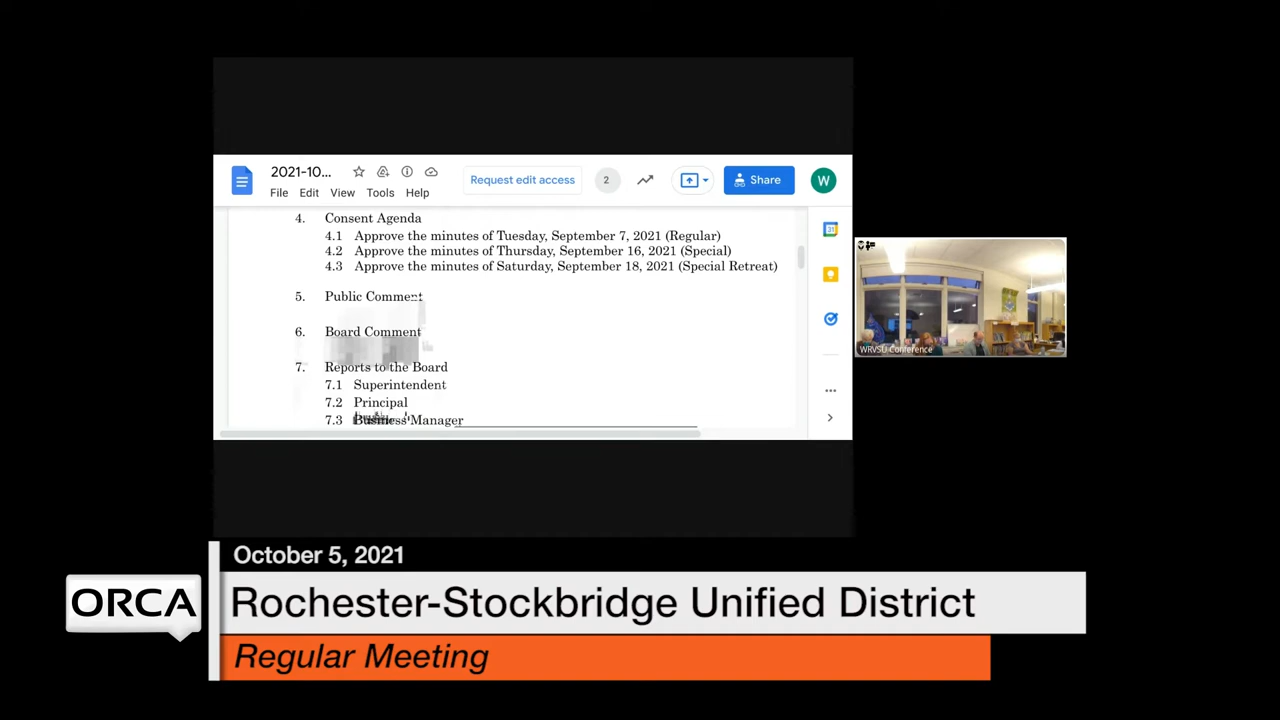 2021-10...
Request edit access
2
Share
W
File Edit View Tools Help
4. Consent Agenda
4.1 Approve the minutes of Tuesday, September 7, 2021 (Regular)
4.2 Approve the minutes of Thursday, September 16, 2021 (Special)
4.3 Approve the minutes of Saturday, September 18, 2021 (Special Retreat)
5. Public Comment
6. Board Comment
7. Reports to the Board
7.1 Superintendent
7.2 Principal
7.3 Business Manager
31
WRVSU Conference
October 5, 2021
ORCA
Rochester-Stockbridge Unified District
Regular Meeting